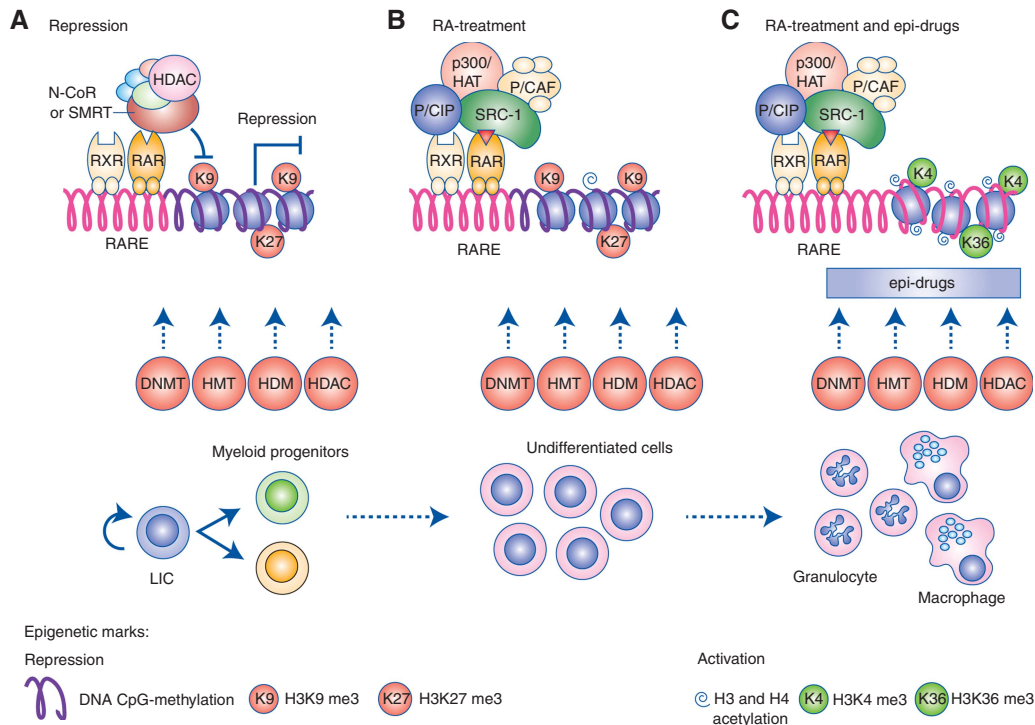 A
Repression
HDAC
N-CoR
or SMRT
Repression
RXR
RAR
K9
K9
K27
RARE
DNMT
HMT
HDM
HDAC
Myeloid progenitors
LIC
B
RA-treatment
p300/
HAT
P/CAF
P/CIP
SRC-1
RXR
RAR
K9
K9
K27
RARE
DNMT
HMT
HDM
HDAC
Undifferentiated cells
C
RA-treatment and epi-drugs
p300/
HAT
P/CAF
P/CIP
SRC-1
RXR
RAR
K4
K4
K36
RARE
epi-drugs
DNMT
HMT
HDM
HDAC
Granulocyte
Macrophage
Epigenetic marks:
Repression
DNA CpG-methylation
K9 H3K9 me3
K27 H3K27 me3
Activation
H3 and H4
acetylation
K4 H3K4 me3
K36 H3K36 me3